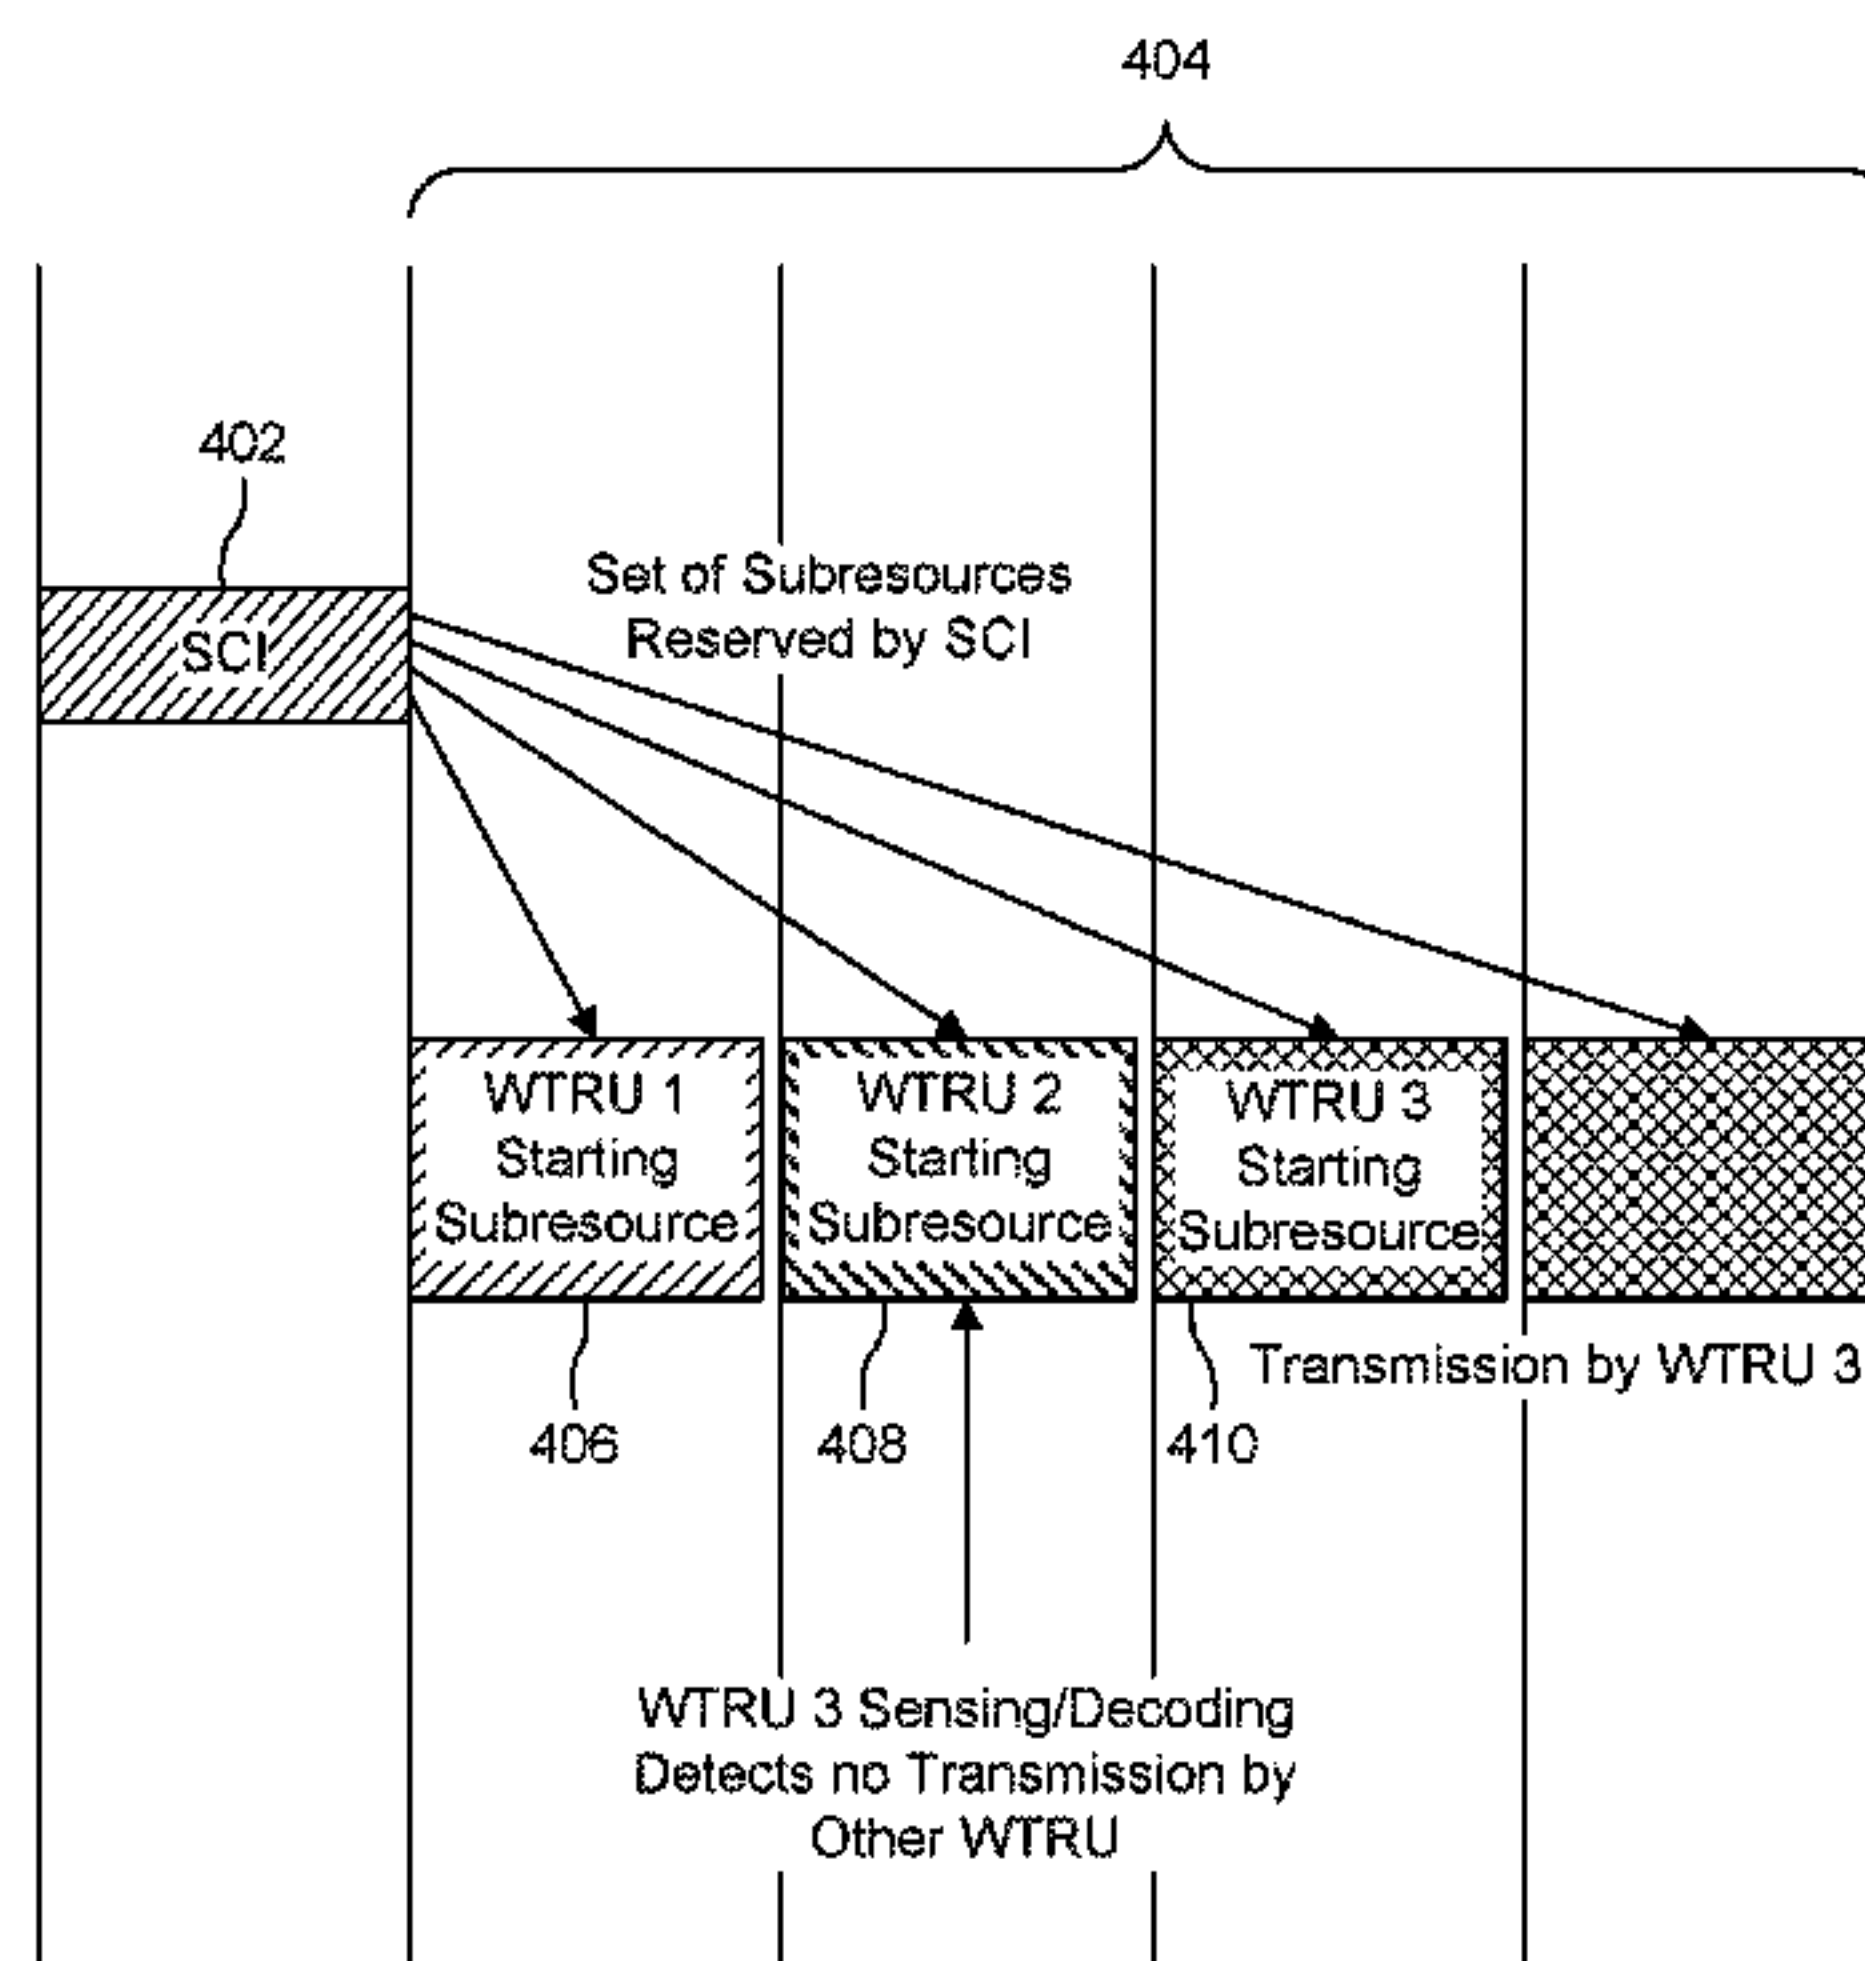 404
402
SCI
Set of Subresources
Reserved by SCI
WTRU 1
Starting
Subresource
WTRU 2
Starting
Subresource
WTRU 3
Starting
Subresource
Transmission by WTRU 3
406
408
410
WTRU 3 Sensing/Decoding
Detects no Transmission by
Other WTRU